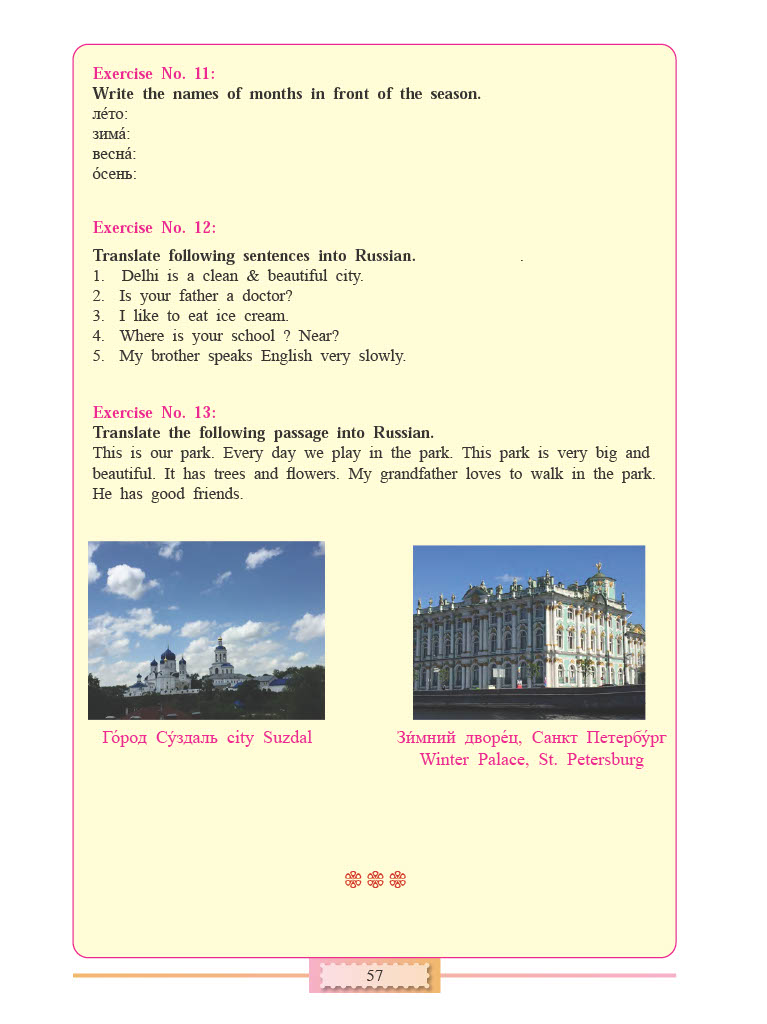 Exercise No. 11:
Write the names of months in front of the season.
ле́то:
зима́:
весна́:
о́сень:
Exercise No. 12:
Translate following sentences into Russian. .
1. Delhi is a clean & beautiful city.
2. Is your father a doctor?
3. I like to eat ice cream.
4. Where is your school ? Near?
5. My brother speaks English very slowly.
Exercise No. 13:
Translate the following passage into Russian.
This is our park. Every day we play in the park. This park is very big and
beautiful. It has trees and flowers. My grandfather loves to walk in the park.
He has good friends.
Го́род Су́здаль city Suzdal
Зи́мний дворе́ц, Санкт Петербу́рг
Winter Palace, St. Petersburg
57